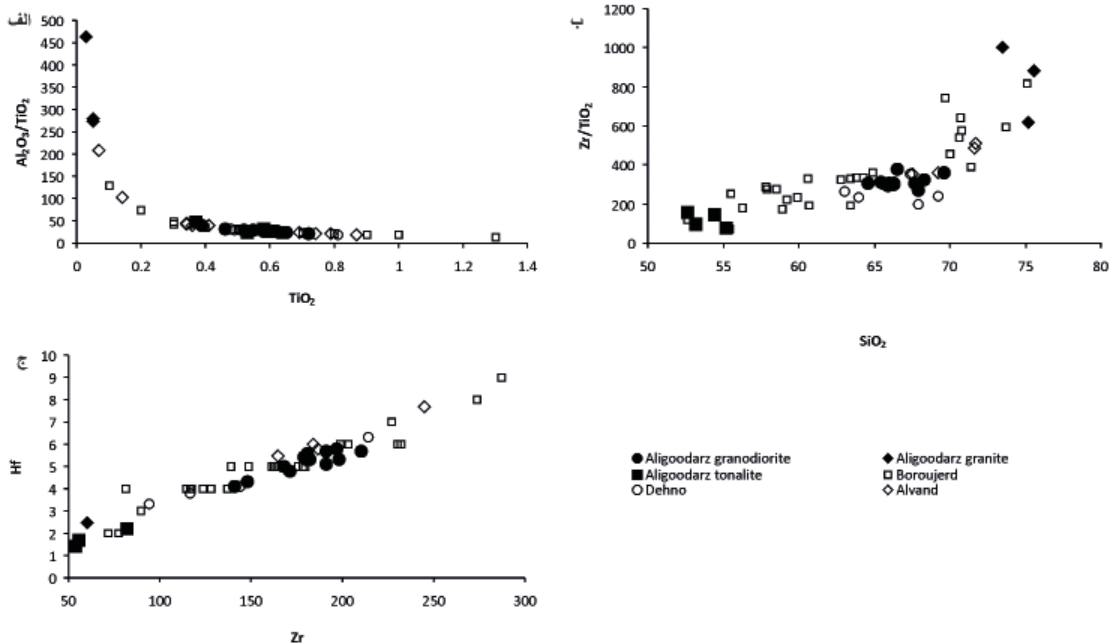 الف
500
450
400
350
300
250
200
150
100
50
0
Al₂O₃/TiO₂
0 0.2 0.4 0.6 0.8 1 1.2 1.4
TiO₂
ب
1200
1000
800
600
400
200
0
Zr/TiO₂
50 55 60 65 70 75 80
SiO₂
10
9
8
7
6
5
4
3
2
1
0
Hf
50 100 150 200 250 300
Zr
Aligoodarz granodiorite
Aligoodarz granite
Aligoodarz tonalite
Boroujerd
Dehno
Alvand